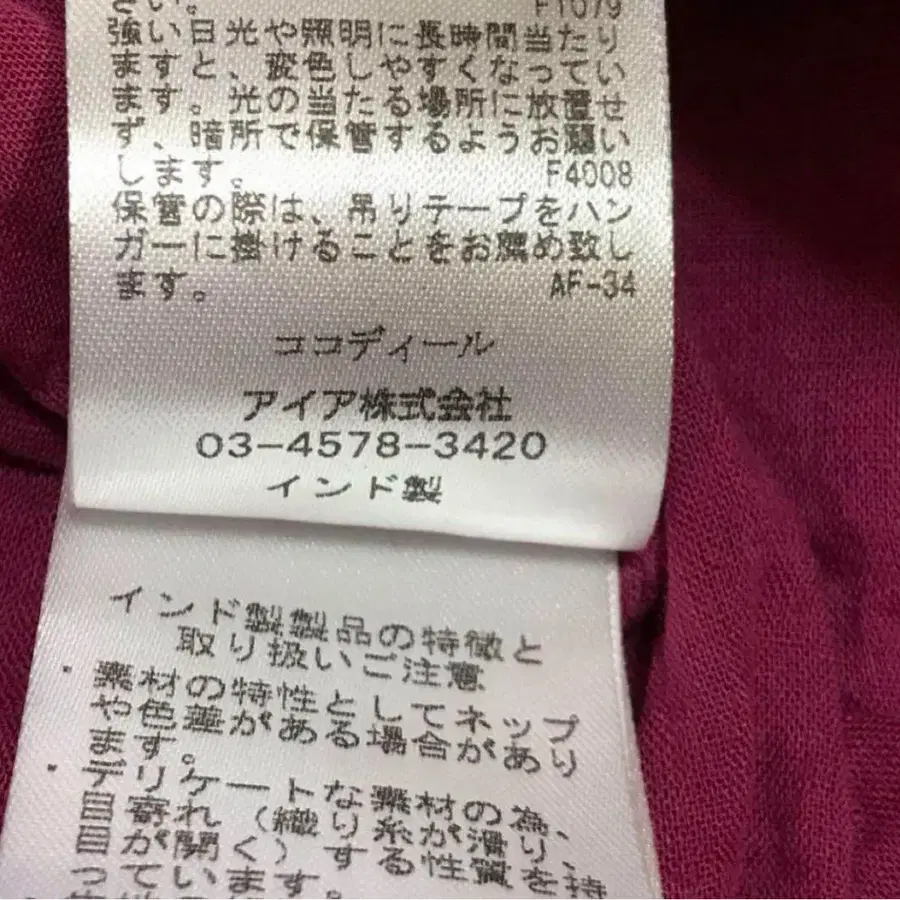 さい。 F1079
強い日光や照明に長時間当たり
ますと、変色しやすくなってい
ます。光の当たる場所に放置せ
ず、暗所で保管するようお願い
します。 F4008
保管の際は、吊りテープをハン
ガーに掛けることをお薦め致し
ます。 AF-34
ココディール
アイア株式会社
03-4578-3420
インド製
インド製製品の特徴と
取り扱いご注意
・素材の特性としてネップ
や色差がある場合があり
ます。
・デリケートな素材の為、
目寄れ（織り糸が滑り、
目が開く）する性質を持
っています。